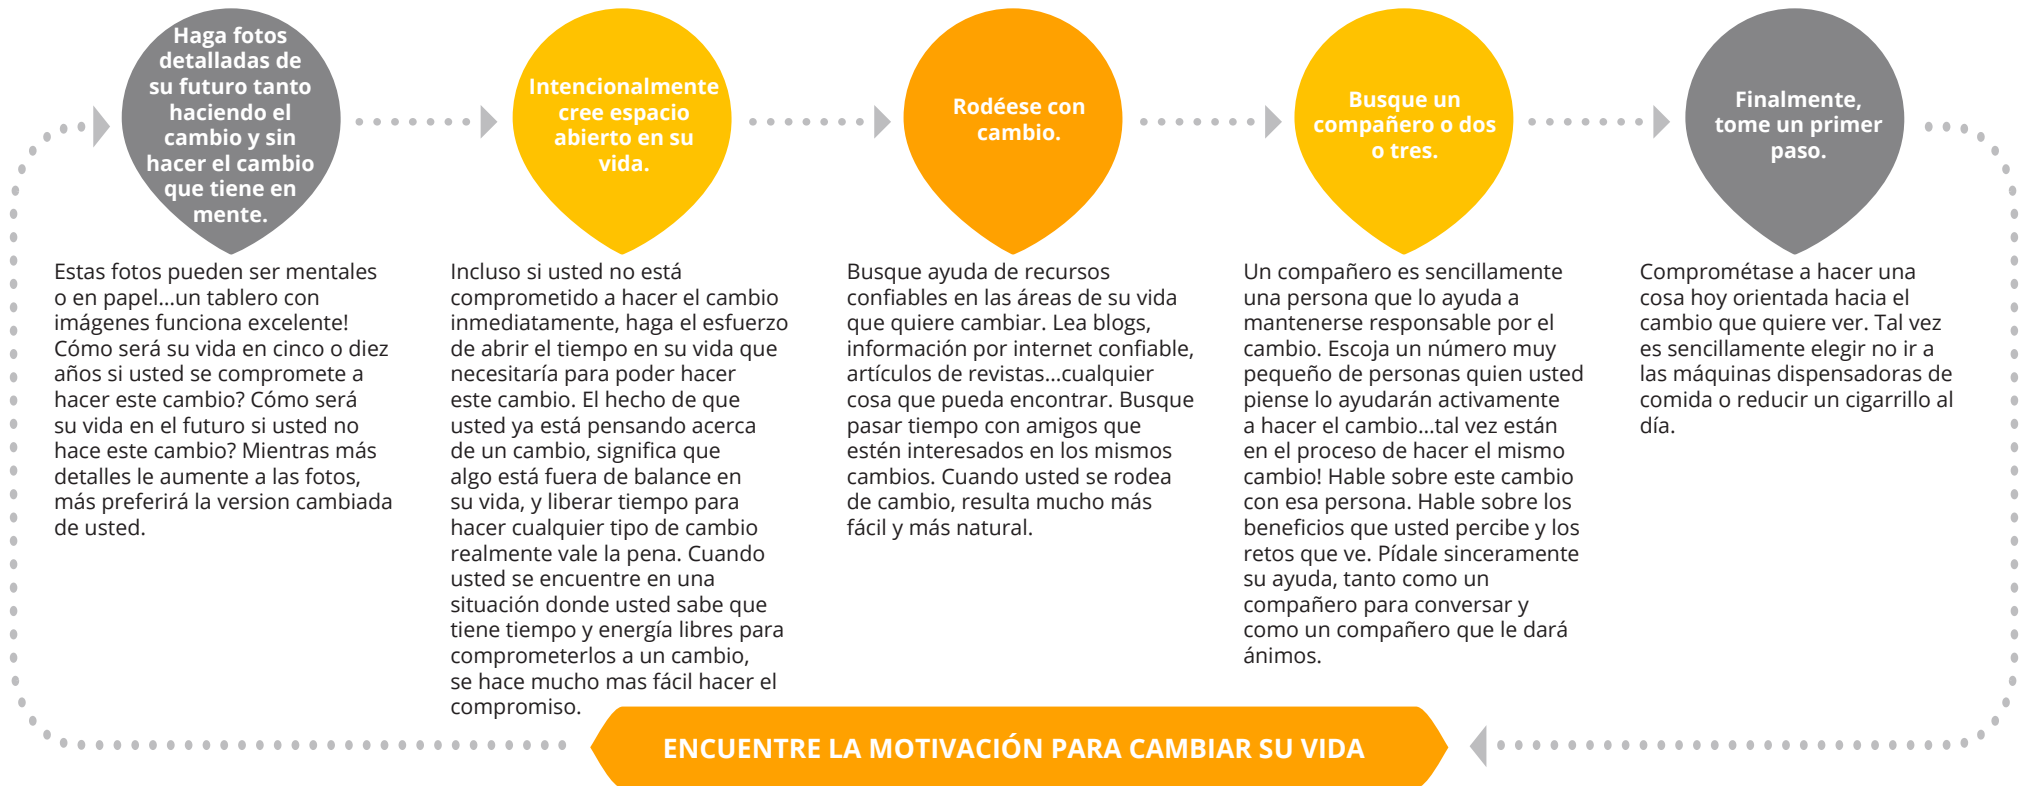 Haga fotos
detalladas de
su futuro tanto
haciendo el
cambio y sin
hacer el cambio
que tiene en
mente.
Estas fotos pueden ser mentales
o en papel...un tablero con
imágenes funciona excelente!
Cómo será su vida en cinco o diez
años si usted se compromete a
hacer este cambio? Cómo será
su vida en el futuro si usted no
hace este cambio? Mientras más
detalles le aumente a las fotos,
más preferirá la version cambiada
de usted.
Intencionalmente
cree espacio
abierto en su
vida.
Incluso si usted no está
comprometido a hacer el cambio
inmediatamente, haga el esfuerzo
de abrir el tiempo en su vida que
necesitaría para poder hacer
este cambio. El hecho de que
usted ya está pensando acerca
de un cambio, significa que
algo está fuera de balance en
su vida, y liberar tiempo para
hacer cualquier tipo de cambio
realmente vale la pena. Cuando
usted se encuentre en una
situación donde usted sabe que
tiene tiempo y energía libres para
comprometerlos a un cambio,
se hace mucho mas fácil hacer el
compromiso.
Rodéese con
cambio.
Busque ayuda de recursos
confiables en las áreas de su vida
que quiere cambiar. Lea blogs,
información por internet confiable,
artículos de revistas...cualquier
cosa que pueda encontrar. Busque
pasar tiempo con amigos que
estén interesados en los mismos
cambios. Cuando usted se rodea
de cambio, resulta mucho más
fácil y más natural.
Busque un
compañero o dos
o tres.
Un compañero es sencillamente
una persona que lo ayuda a
mantenerse responsable por el
cambio. Escoja un número muy
pequeño de personas quien usted
piense lo ayudarán activamente
a hacer el cambio...tal vez están
en el proceso de hacer el mismo
cambio! Hable sobre este cambio
con esa persona. Hable sobre los
beneficios que usted percibe y los
retos que ve. Pídale sinceramente
su ayuda, tanto como un
compañero para conversar y
como un compañero que le dará
ánimos.
Finalmente,
tome un primer
paso.
Comprométase a hacer una
cosa hoy orientada hacia el
cambio que quiere ver. Tal vez
es sencillamente elegir no ir a
las máquinas dispensadoras de
comida o reducir un cigarrillo al
día.
ENCUENTRE LA MOTIVACIÓN PARA CAMBIAR SU VIDA